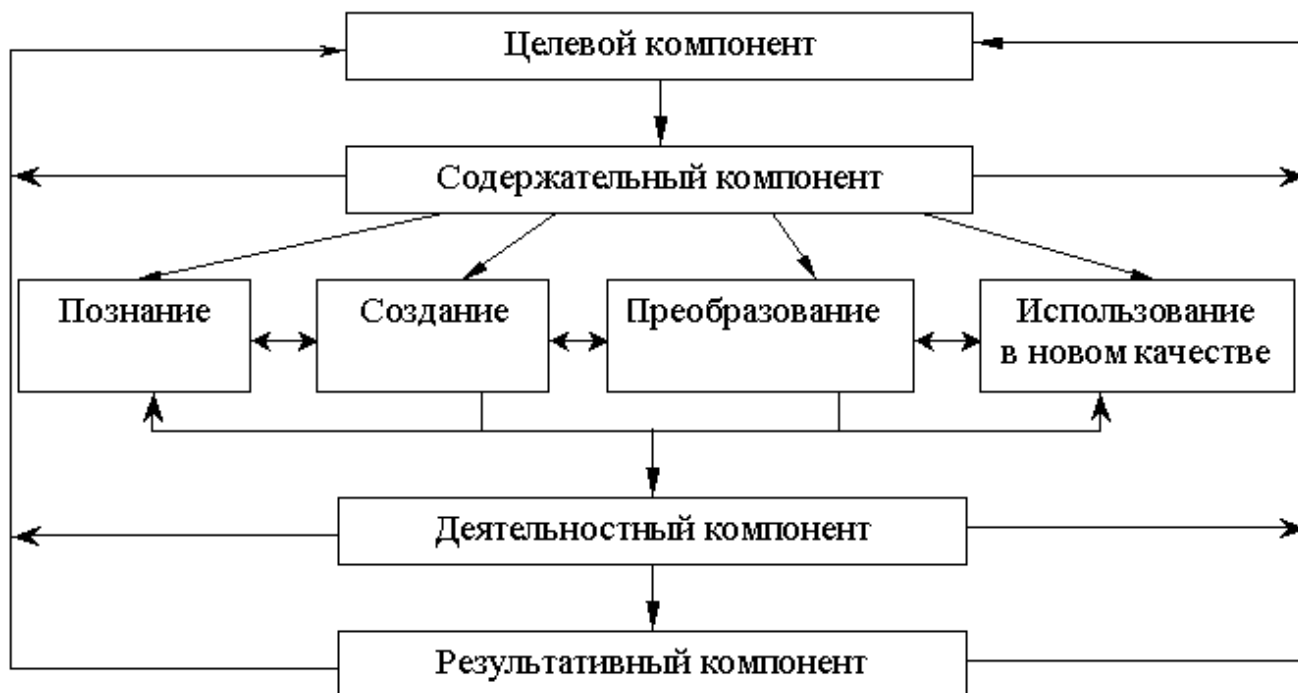 Целевой компонент
Содержательный компонент
Познание
Создание
Преобразование
Использование
в новом качестве
Деятельностный компонент
Результативный компонент